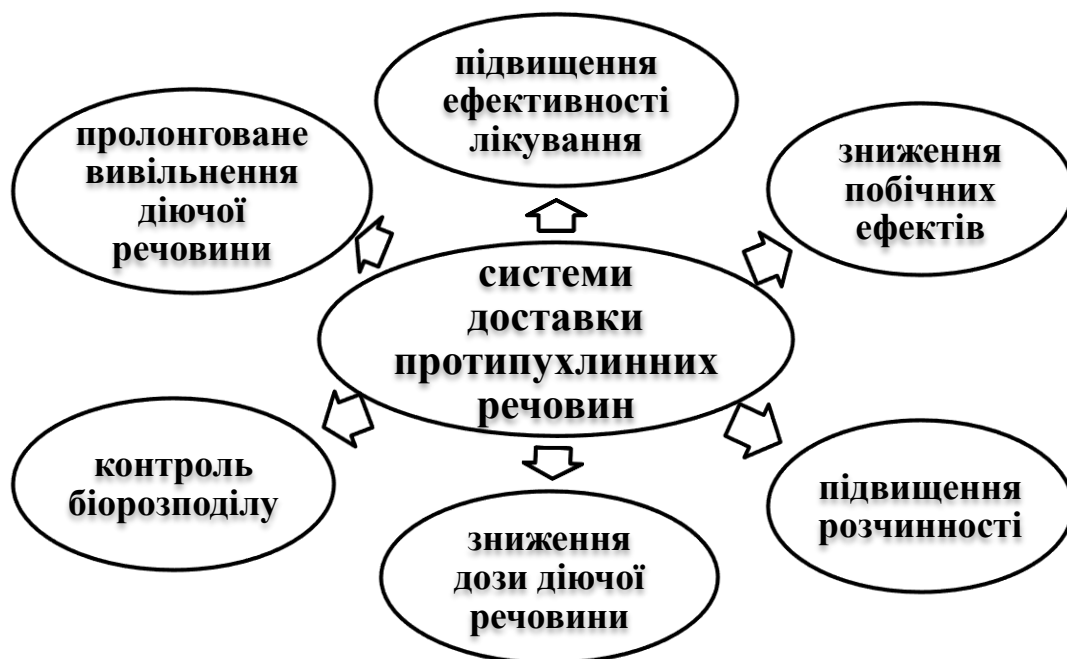 підвищення
ефективності
лікування
пролонговане
вивільнення
діючої
речовини
зниження
побічних
ефектів
системи
доставки
протипухлинних
речовин
контроль
біорозподілу
підвищення
розчинності
зниження
дози діючої
речовини